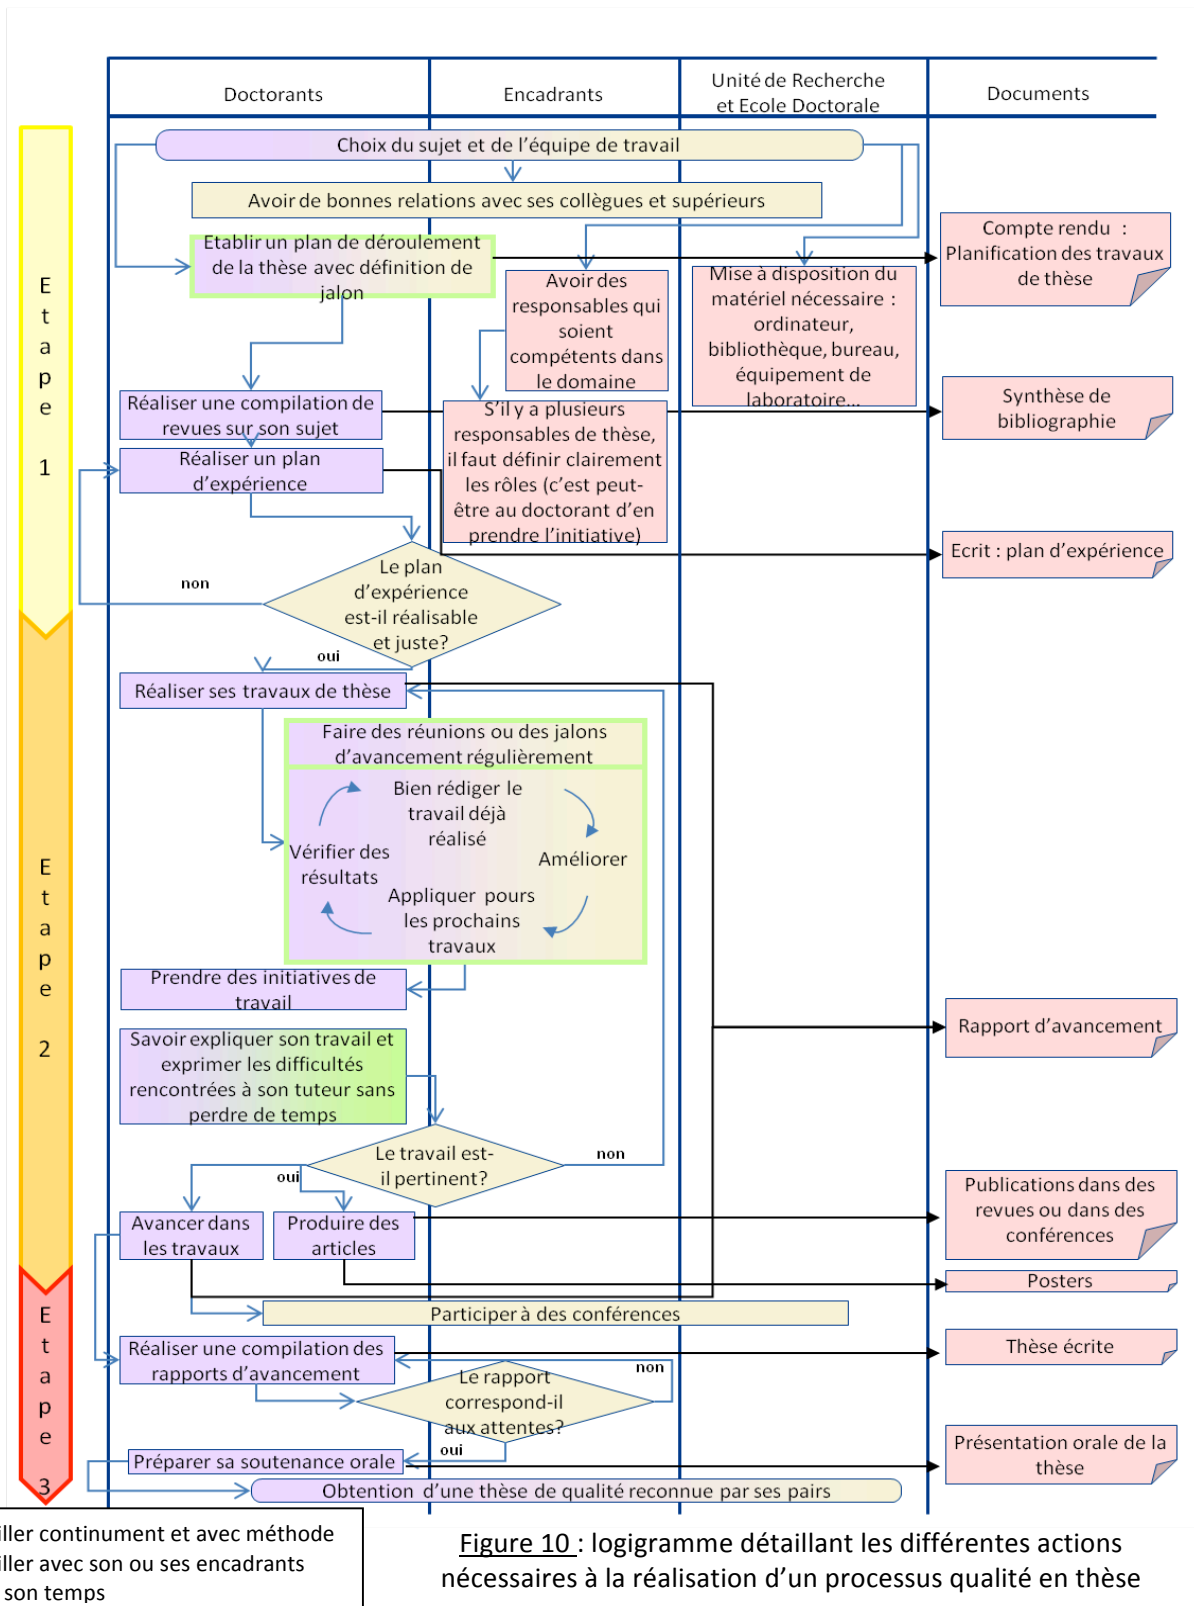 Doctorants
Encadrants
Unité de Recherche
et Ecole Doctorale
Documents
Etape 1
Choix du sujet et de l'équipe de travail
Avoir de bonnes relations avec ses collègues et supérieurs
Etablir un plan de déroulement
de la thèse avec définition de
jalon
Avoir des
responsables qui
soient
compétents dans
le domaine
Mise à disposition du
matériel nécessaire :
ordinateur,
bibliothèque, bureau,
équipement de
laboratoire...
Compte rendu :
Planification des travaux
de thèse
Réaliser une compilation de
revues sur son sujet
S'il y a plusieurs
responsables de thèse,
il faut définir clairement
les rôles (c'est peut-
être au doctorant d'en
prendre l'initiative)
Synthèse de
bibliographie
Réaliser un plan
d'expérience
Ecrit : plan d'expérience
Le plan
d'expérience
est-il réalisable
et juste?
non
oui
Etape 2
Réaliser ses travaux de thèse
Faire des réunions ou des jalons
d'avancement régulièrement
Bien rédiger le
travail déjà
réalisé
Améliorer
Appliquer pours
les prochains
travaux
Vérifier des
résultats
Prendre des initiatives de
travail
Savoir expliquer son travail et
exprimer les difficultés
rencontrées à son tuteur sans
perdre de temps
Rapport d'avancement
Le travail est-
il pertinent?
non
oui
Avancer dans
les travaux
Produire des
articles
Publications dans des
revues ou dans des
conférences
Posters
Etape 3
Participer à des conférences
Réaliser une compilation des
rapports d'avancement
Thèse écrite
Le rapport
correspond-il
aux attentes?
non
oui
Préparer sa soutenance orale
Présentation orale de la
thèse
Obtention d'une thèse de qualité reconnue par ses pairs
iller continument et avec méthode
iller avec son ou ses encadrants
son temps
Figure 10 : logigramme détaillant les différentes actions
nécessaires à la réalisation d'un processus qualité en thèse